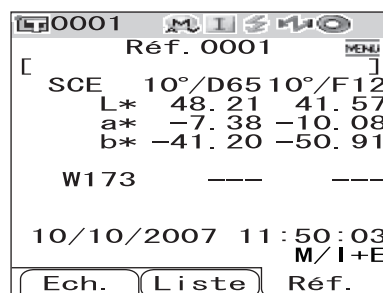 0001 M I
Réf. 0001 MENU
[ ]
SCE 10°/D65 10°/F12
L* 48. 21 41. 57
a* −7. 38 −10. 08
b* −41. 20 −50. 91
W173 ––– –––
10/10/2007 11:50:03
M/I+E
Ech. Liste Réf.